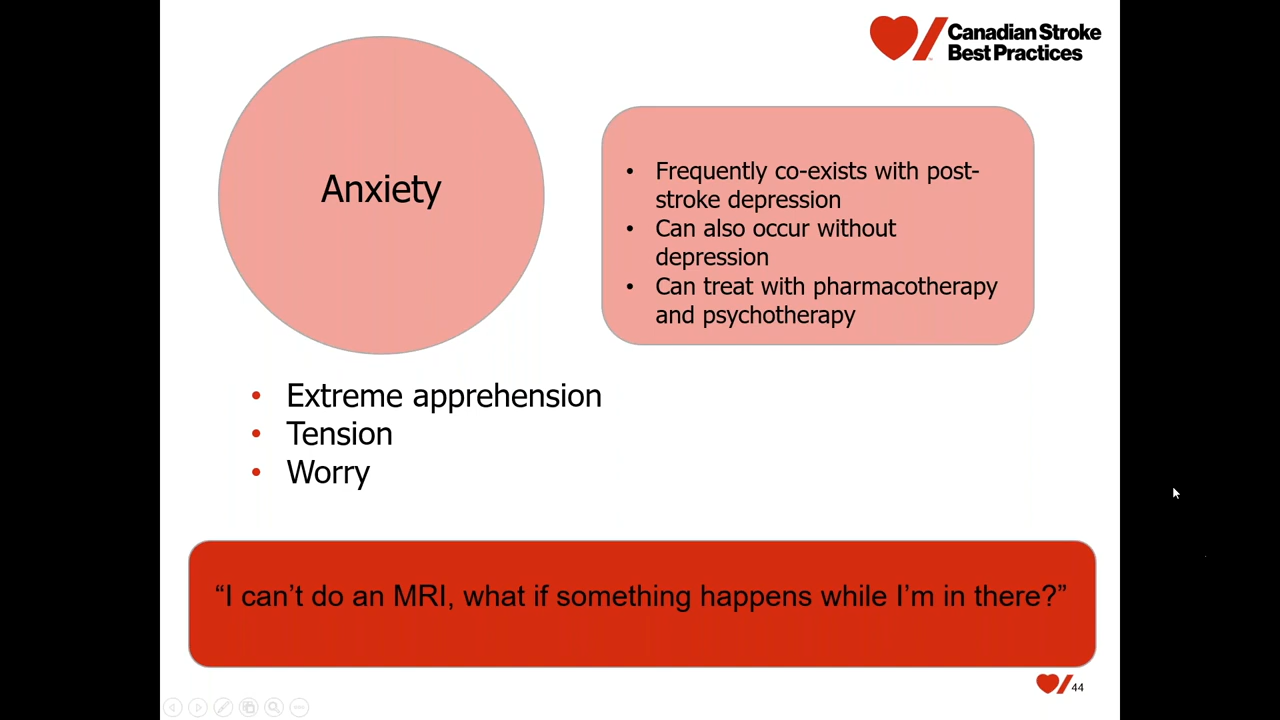 Canadian Stroke
Best Practices
Anxiety
• Frequently co-exists with post-
stroke depression
• Can also occur without
depression
• Can treat with pharmacotherapy
and psychotherapy
• Extreme apprehension
• Tension
• Worry
“I can’t do an MRI, what if something happens while I’m in there?”
44